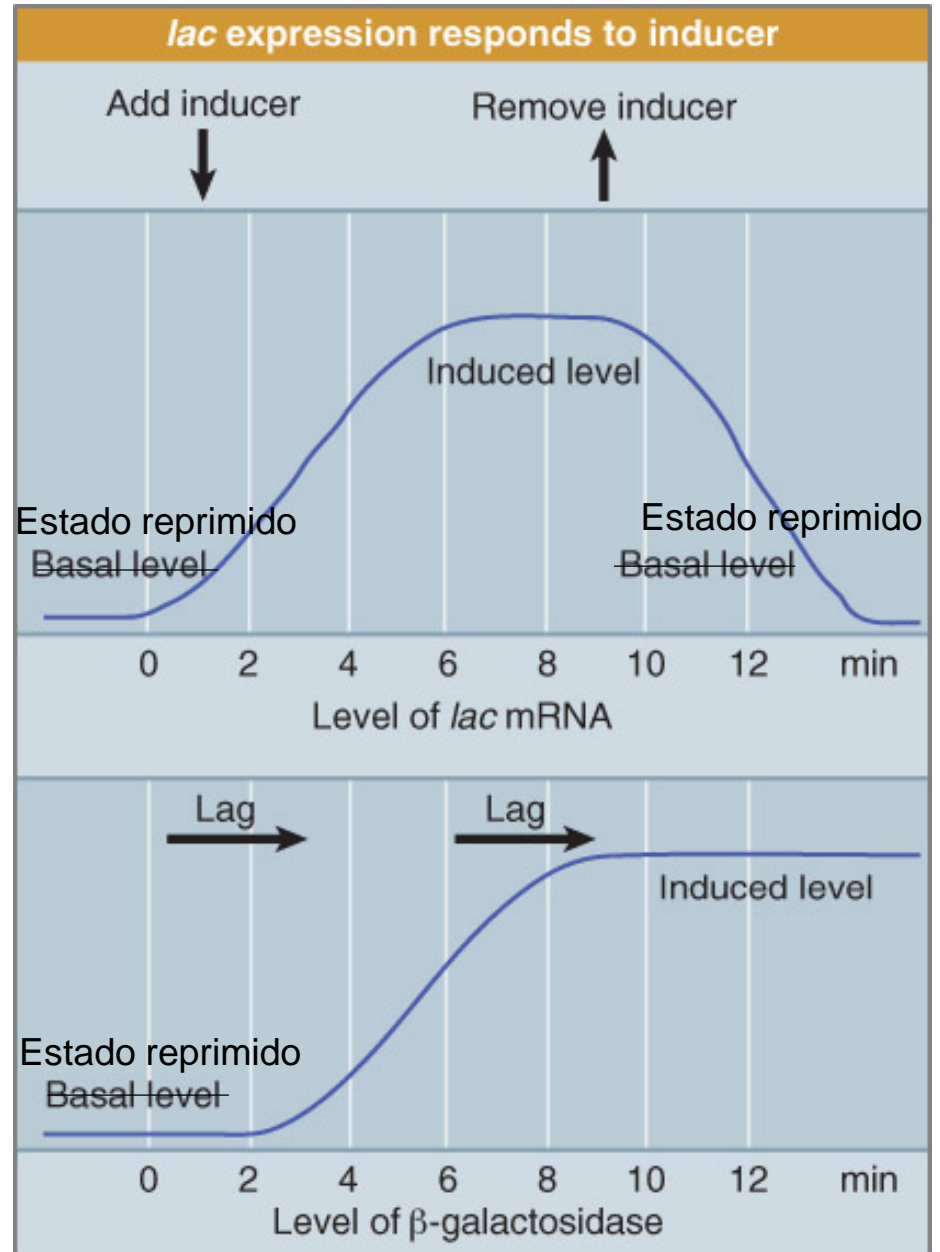 lac expression responds to inducer
Add inducer
Remove inducer
Induced level
Estado reprimido
Basal level
Estado reprimido
Basal level
0 2 4 6 8 10 12 min
Level of lac mRNA
Lag
Lag
Induced level
Estado reprimido
Basal level
0 2 4 6 8 10 12 min
Level of β-galactosidase